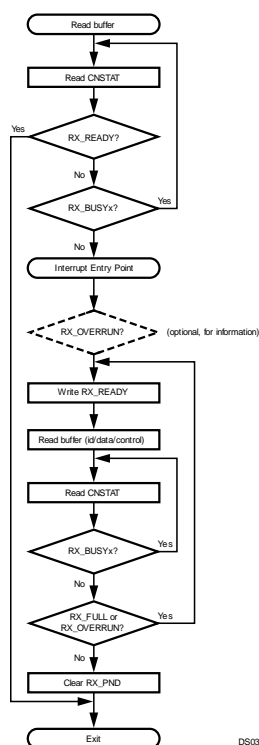 Read buffer
Read CNSTAT
Yes
RX_READY?
No
RX_BUSYx?
Yes
No
Interrupt Entry Point
RX_OVERRUN?
(optional, for information)
Write RX_READY
Read buffer (id/data/control)
Read CNSTAT
RX_BUSYx?
Yes
No
RX_FULL or
RX_OVERRUN?
Yes
No
Clear RX_PND
Exit
DS03